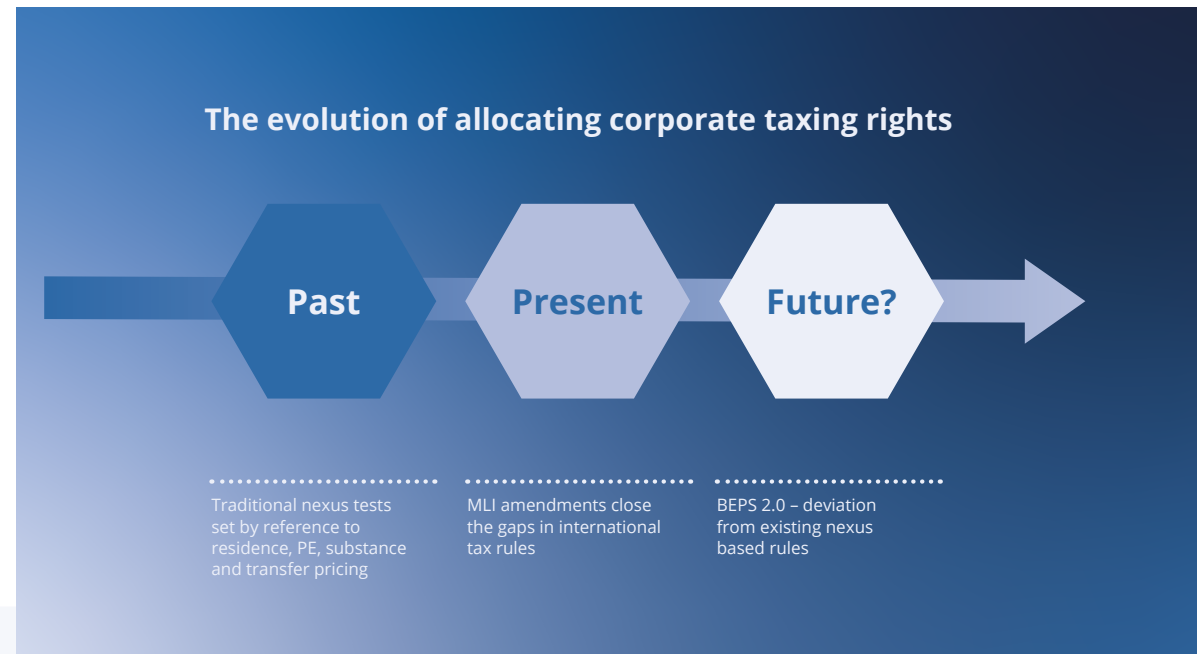 The evolution of allocating corporate taxing rights
Past
Present
Future?
Traditional nexus tests
set by reference to
residence, PE, substance
and transfer pricing
MLI amendments close
the gaps in international
tax rules
BEPS 2.0 – deviation
from existing nexus
based rules